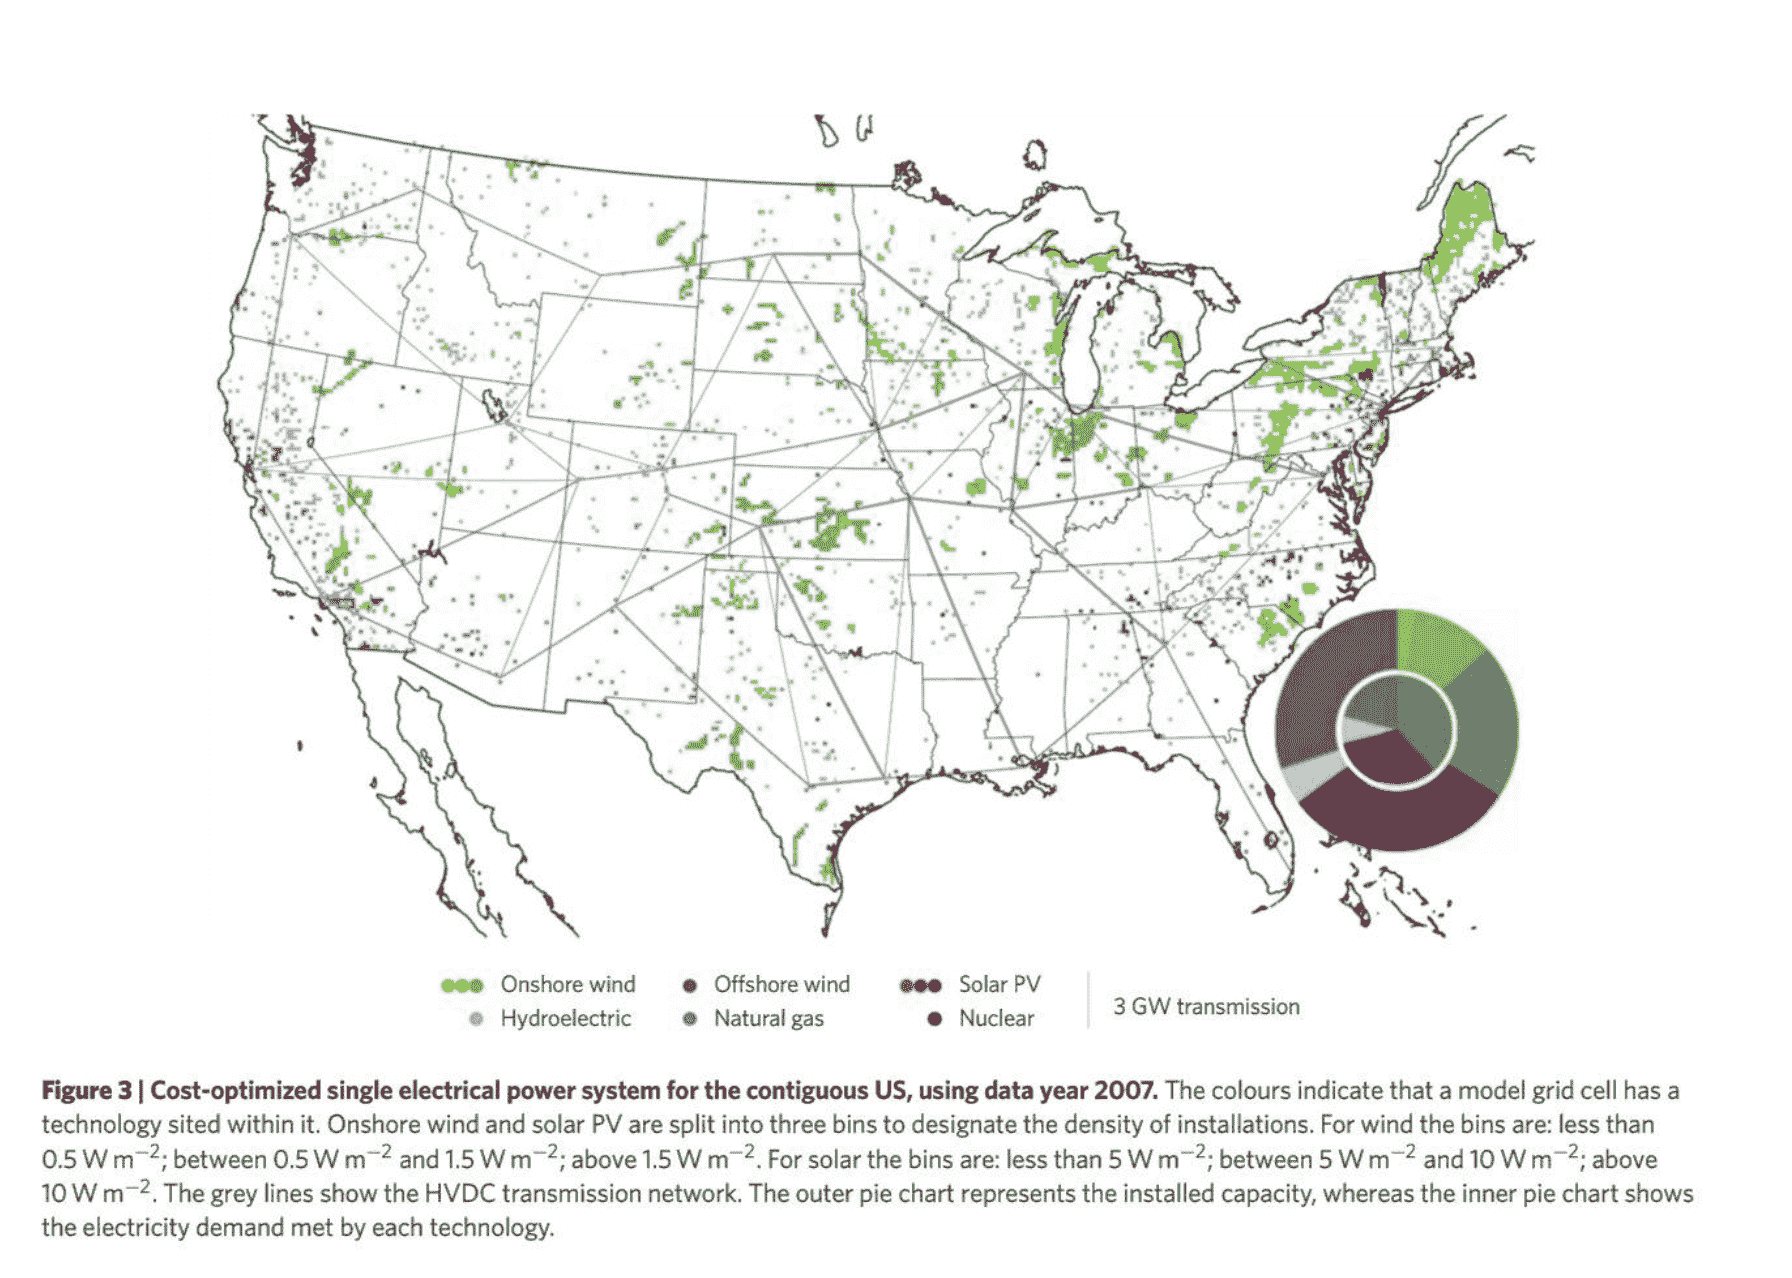 Onshore wind
Offshore wind
Solar PV
3 GW transmission
Hydroelectric
Natural gas
Nuclear
Figure 3 | Cost-optimized single electrical power system for the contiguous US, using data year 2007. The colours indicate that a model grid cell has a
technology sited within it. Onshore wind and solar PV are split into three bins to designate the density of installations. For wind the bins are: less than
0.5 W m−2; between 0.5 W m−2 and 1.5 W m−2; above 1.5 W m−2. For solar the bins are: less than 5 W m−2; between 5 W m−2 and 10 W m−2; above
10 W m−2. The grey lines show the HVDC transmission network. The outer pie chart represents the installed capacity, whereas the inner pie chart shows
the electricity demand met by each technology.